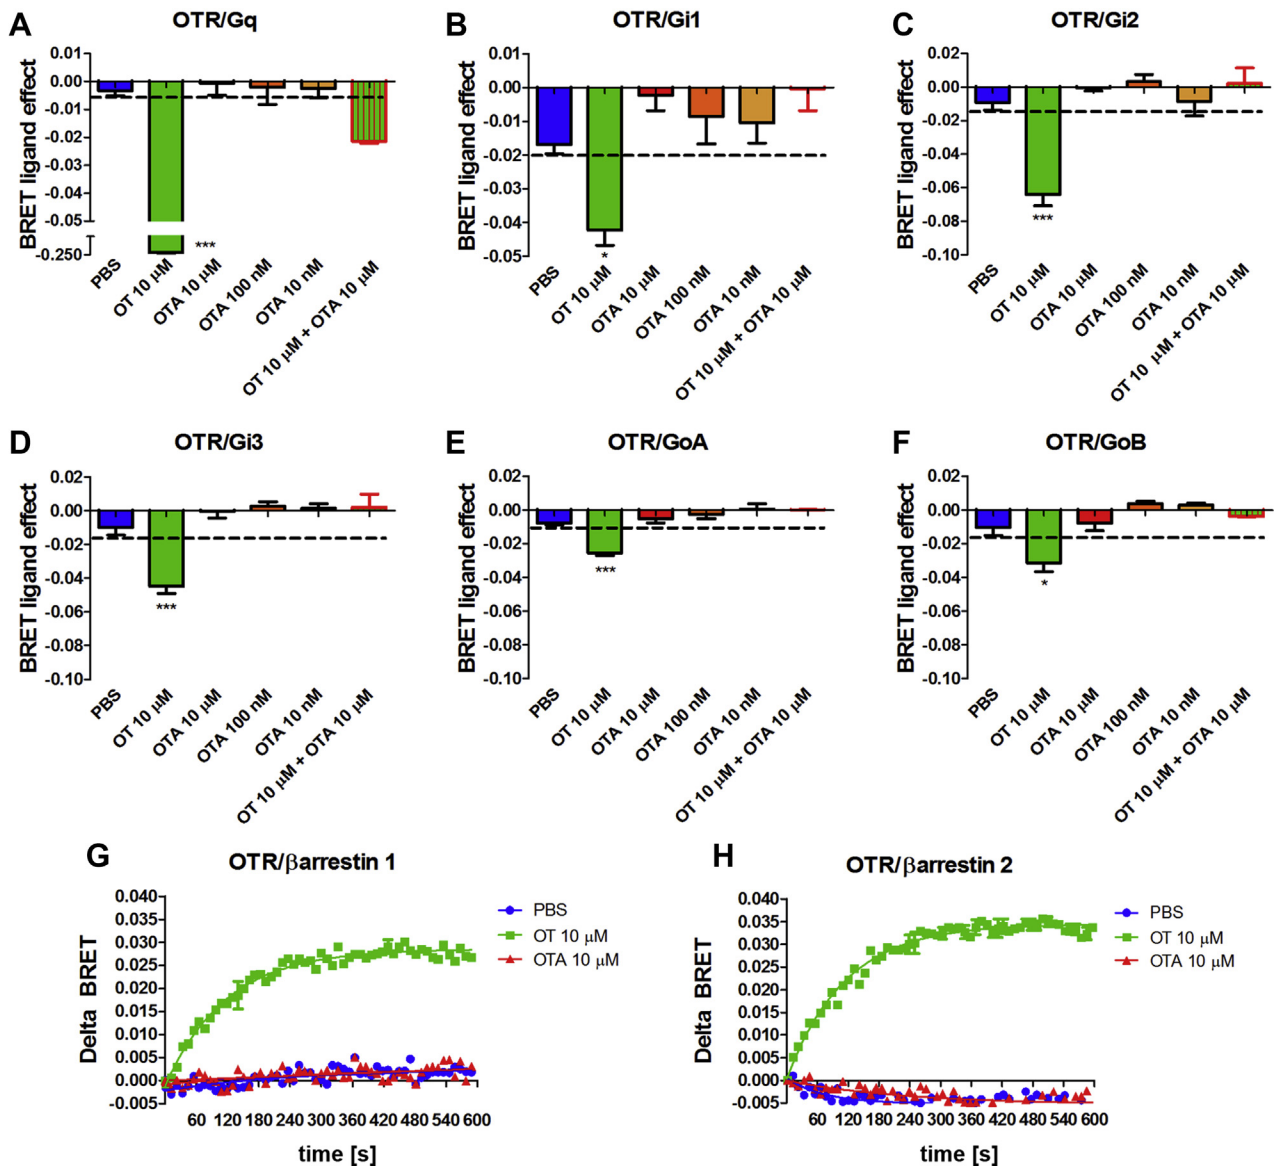 A
OTR/Gq
BRET ligand effect
0.01
0.00
-0.01
-0.02
-0.03
-0.04
-0.05
-0.250
***
PBS
OT 10 μM
OTA 10 μM
OTA 100 nM
OTA 10 nM
OT 10 μM + OTA 10 μM
B
OTR/Gi1
BRET ligand effect
0.01
0.00
-0.01
-0.02
-0.03
-0.04
-0.05
*
PBS
OT 10 μM
OTA 10 μM
OTA 100 nM
OTA 10 nM
OT 10 μM + OTA 10 μM
C
OTR/Gi2
BRET ligand effect
0.02
0.00
-0.02
-0.04
-0.06
-0.08
-0.10
***
PBS
OT 10 μM
OTA 10 μM
OTA 100 nM
OTA 10 nM
OT 10 μM + OTA 10 μM
D
OTR/Gi3
BRET ligand effect
0.02
0.00
-0.02
-0.04
-0.06
-0.08
-0.10
***
PBS
OT 10 μM
OTA 10 μM
OTA 100 nM
OTA 10 nM
OT 10 μM + OTA 10 μM
E
OTR/GoA
BRET ligand effect
0.02
0.00
-0.02
-0.04
-0.06
-0.08
-0.10
***
PBS
OT 10 μM
OTA 10 μM
OTA 100 nM
OTA 10 nM
OT 10 μM + OTA 10 μM
F
OTR/GoB
BRET ligand effect
0.02
0.00
-0.02
-0.04
-0.06
-0.08
-0.10
*
PBS
OT 10 μM
OTA 10 μM
OTA 100 nM
OTA 10 nM
OT 10 μM + OTA 10 μM
G
OTR/βarrestin 1
Delta BRET
0.040
0.035
0.030
0.025
0.020
0.015
0.010
0.005
0.000
-0.005
60 120 180 240 300 360 420 480 540 600
time [s]
PBS
OT 10 μM
OTA 10 μM
H
OTR/βarrestin 2
Delta BRET
0.040
0.035
0.030
0.025
0.020
0.015
0.010
0.005
0.000
-0.005
60 120 180 240 300 360 420 480 540 600
time [s]
PBS
OT 10 μM
OTA 10 μM